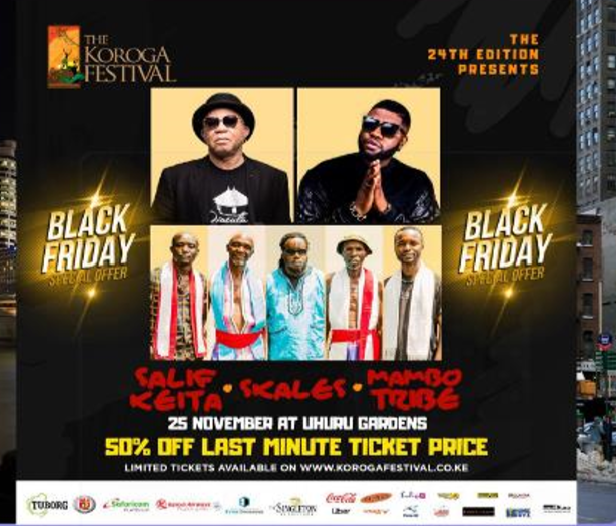 THE
KOROGA
FESTIVAL
THE
24TH EDITION
PRESENTS
BLACK
FRIDAY
SPECIAL OFFER
BLACK
FRIDAY
SPECIAL OFFER
SALIF
KEITA • SKALES • MAMBO
TRIBE
25 NOVEMBER AT UHURU GARDENS
50% OFF LAST MINUTE TICKET PRICE
LIMITED TICKETS AVAILABLE ON WWW.KOROGAFESTIVAL.CO.KE
TUBORG
Safaricom
Kenya Airways
SINGLETON
Coca-Cola
Uber